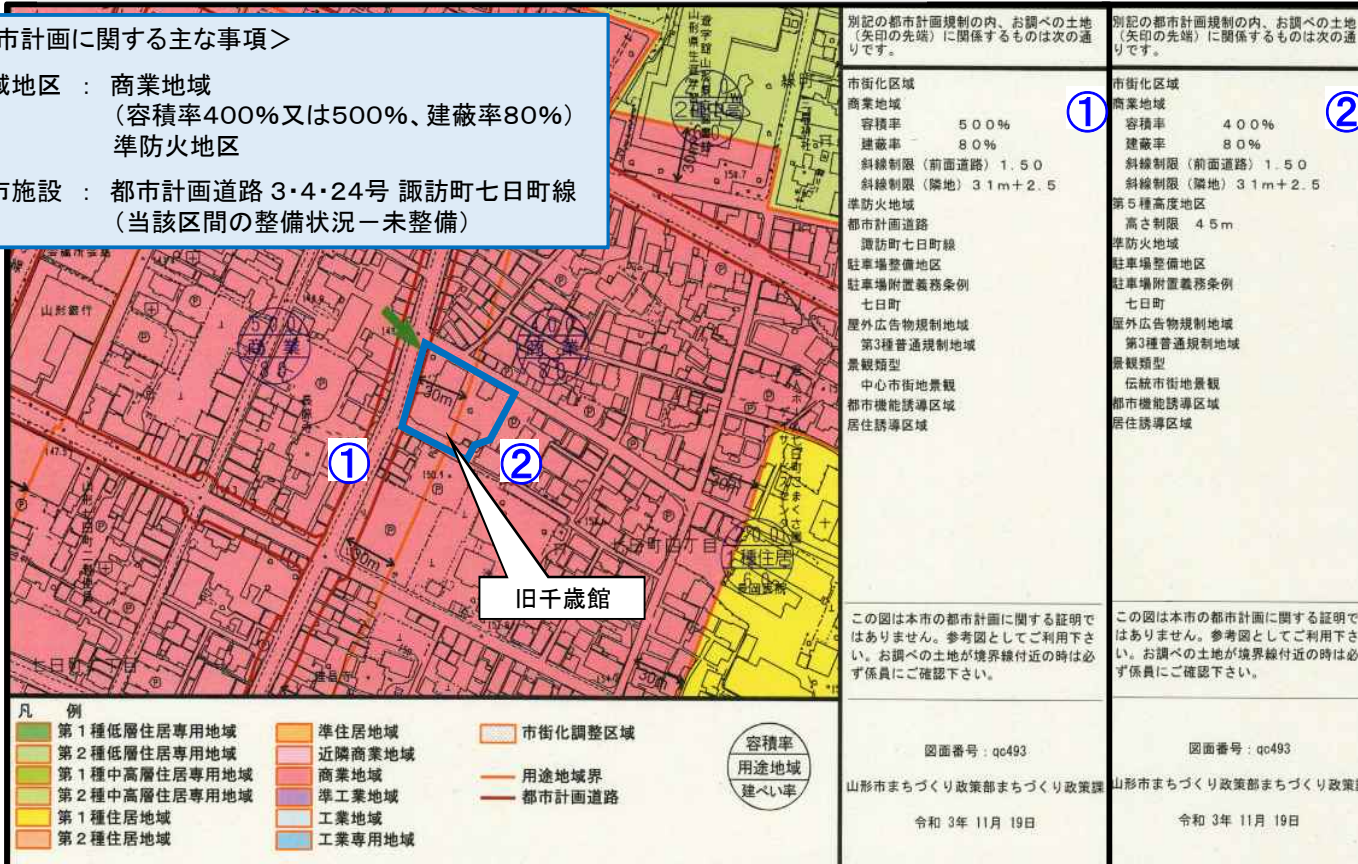 市計画に関する主な事項＞
域地区 ： 商業地域
（容積率400％又は500％、建蔽率80％）
準防火地区
市施設 ： 都市計画道路 3・4・24号 諏訪町七日町線
（当該区間の整備状況－未整備）
山形銀行
500
商業
400
商業
30m
30m
30m
30m
30m
①
②
旧千歳館
七日町四丁目
1種住居
150.7
150.1
147.5
別記の都市計画規制の内、お調べの土地
（矢印の先端）に関係するものは次の通
りです。
市街化区域
商業地域
容積率 500％
建蔽率 80％
斜線制限（前面道路）1.50
斜線制限（隣地）31m＋2.5
準防火地域
都市計画道路
諏訪町七日町線
駐車場整備地区
駐車場附置義務条例
七日町
屋外広告物規制地域
第3種普通規制地域
景観類型
中心市街地景観
都市機能誘導区域
居住誘導区域
①
この図は本市の都市計画に関する証明で
はありません。参考図としてご利用下さ
い。お調べの土地が境界線付近の時は必
ず係員にご確認下さい。
図面番号：qc493
山形市まちづくり政策部まちづくり政策課
令和 3年 11月 19日
別記の都市計画規制の内、お調べの土地
（矢印の先端）に関係するものは次の通
りです。
市街化区域
商業地域
容積率 400％
建蔽率 80％
斜線制限（前面道路）1.50
斜線制限（隣地）31m＋2.5
第5種高度地区
高さ制限 45m
準防火地域
駐車場整備地区
駐車場附置義務条例
七日町
屋外広告物規制地域
第3種普通規制地域
景観類型
伝統市街地景観
都市機能誘導区域
居住誘導区域
②
この図は本市の都市計画に関する証明で
はありません。参考図としてご利用下さ
い。お調べの土地が境界線付近の時は必
ず係員にご確認下さい。
図面番号：qc493
山形市まちづくり政策部まちづくり政策課
令和 3年 11月 19日
凡 例
第1種低層住居専用地域
第2種低層住居専用地域
第1種中高層住居専用地域
第2種中高層住居専用地域
第1種住居地域
第2種住居地域
準住居地域
近隣商業地域
商業地域
準工業地域
工業地域
工業専用地域
市街化調整区域
用途地域界
都市計画道路
容積率
用途地域
建ぺい率